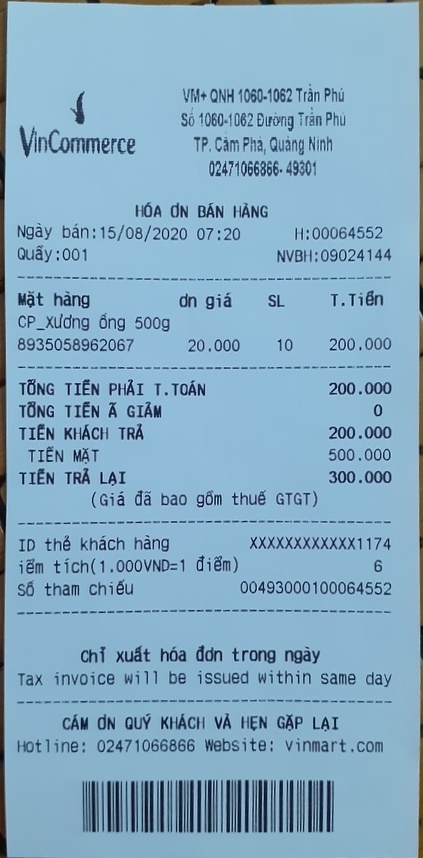 VinCommerce
VM+ QNH 1060-1062 Trần Phú
Số 1060-1062 Đường Trần Phú
TP. Cẩm Phả, Quảng Ninh
02471066866- 49301
HÓA ƠN BÁN HÀNG
Ngày bán:15/08/2020 07:20 H:00064552
Quầy:001 NVBH:09024144
Mặt hàng ơn giá SL T.Tiền
CP_Xương ống 500g
8935058962067 20.000 10 200.000
TỔNG TIỀN PHẢI T.TOÁN 200.000
TỔNG TIỀN Ã GIẢM 0
TIỀN KHÁCH TRẢ 200.000
TIỀN MẶT 500.000
TIỀN TRẢ LẠI 300.000
(Giá đã bao gồm thuế GTGT)
ID thẻ khách hàng XXXXXXXXXXXX1174
iểm tích(1.000VND=1 điểm) 6
Số tham chiếu 00493000100064552
Chỉ xuất hóa đơn trong ngày
Tax invoice will be issued within same day
CÁM ƠN QUÝ KHÁCH VÀ HẸN GẶP LẠI
Hotline: 02471066866 Website: vinmart.com